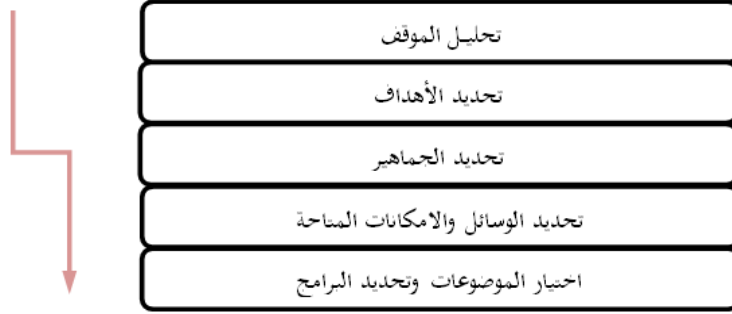 تحليل الموقف
تحديد الأهداف
تحديد الجماهير
تحديد الوسائل والامكانات المتاحة
اختيار الموضوعات وتحديد البرامج